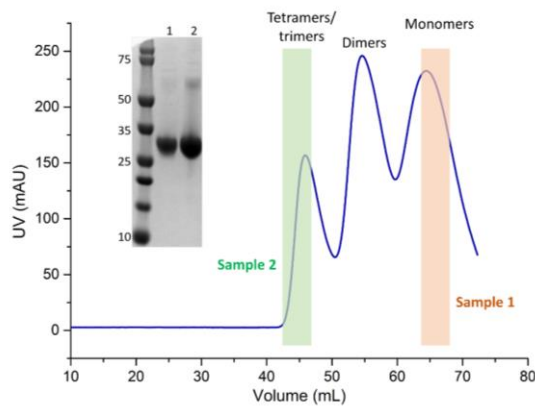 Tetramers/
trimers
Dimers
Monomers
1 2
75
50
35
25
10
Sample 2
Sample 1
UV (mAU)
250
200
150
100
50
0
10 20 30 40 50 60 70 80
Volume (mL)